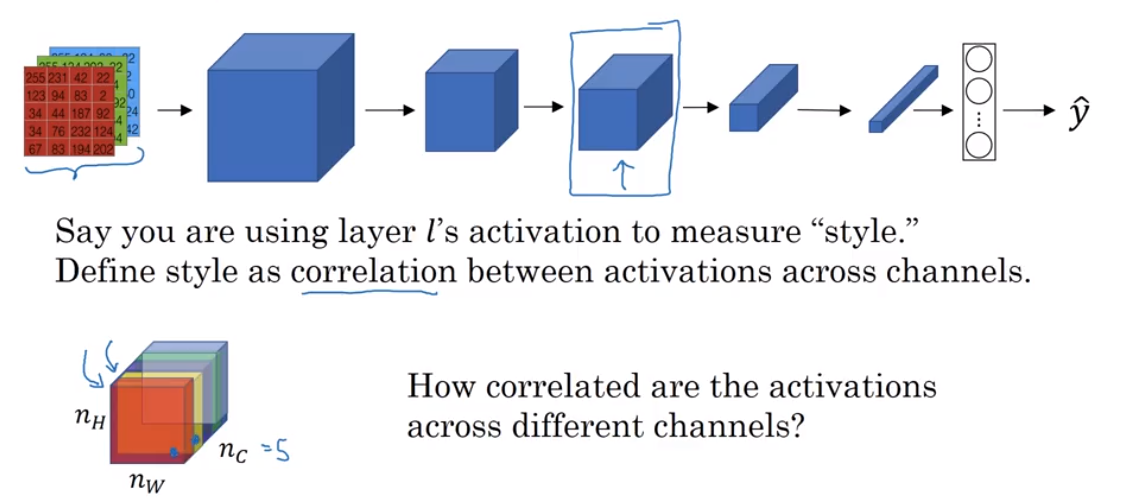 255 231 42 22
123 94 83 2
34 44 187 92
34 76 232 124
67 83 194 202
ŷ
Say you are using layer l's activation to measure “style.”
Define style as correlation between activations across channels.
How correlated are the activations
across different channels?
n_H
n_C =5
n_W